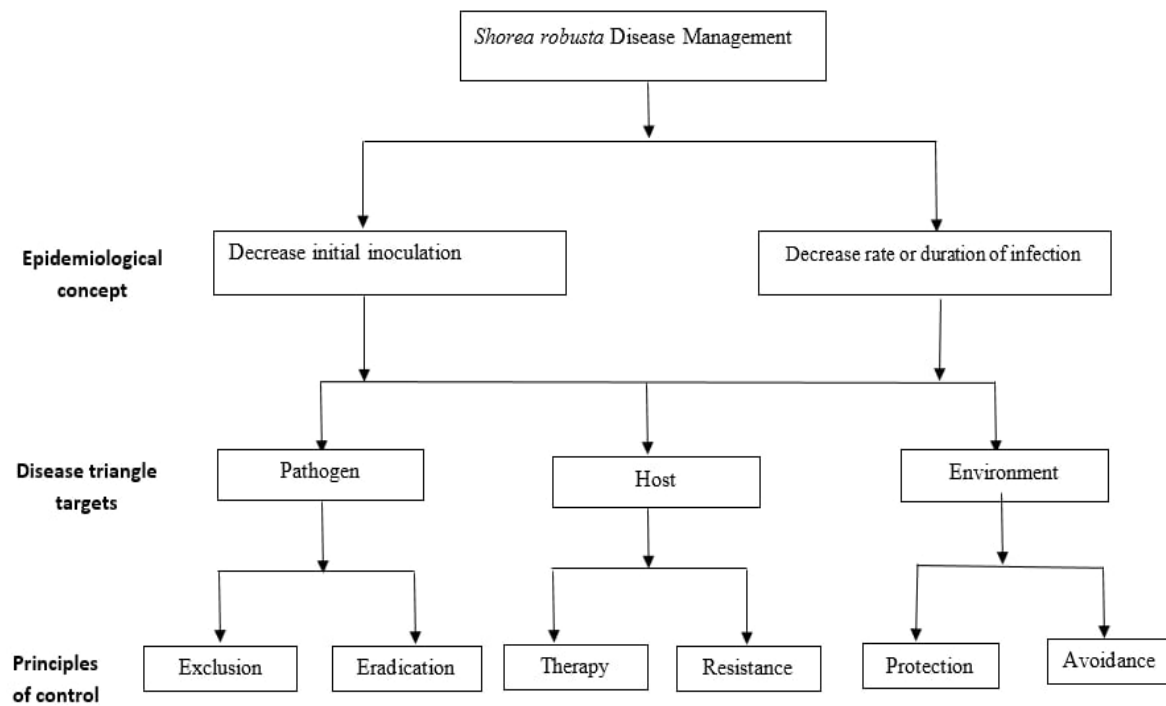 Shorea robusta Disease Management
Epidemiological
concept
Decrease initial inoculation
Decrease rate or duration of infection
Disease triangle
targets
Pathogen
Host
Environment
Principles
of control
Exclusion
Eradication
Therapy
Resistance
Protection
Avoidance